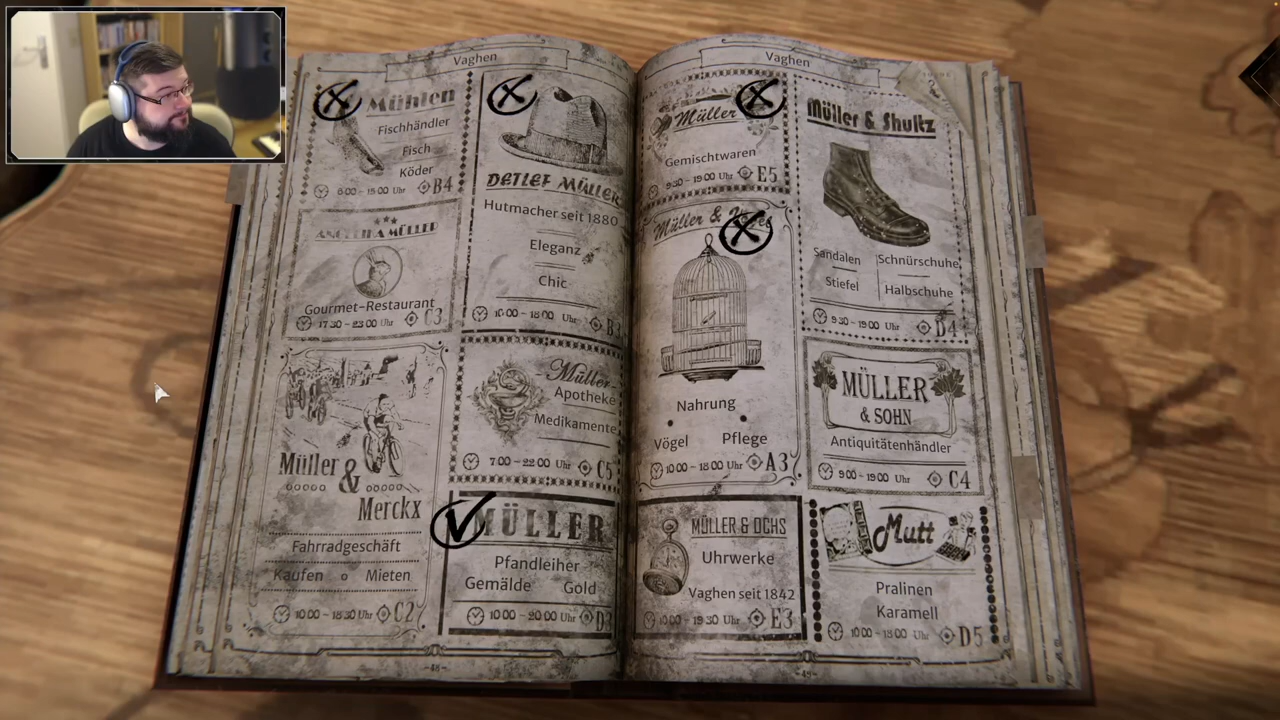 Vaghen
Mühlen
Fischhändler
Fisch
Köder
8:00 - 15:00 Uhr B4
ANGELIKA MÜLLER
Gourmet-Restaurant
17:30 - 23:00 Uhr C3
Müller
&
Merckx
Fahrradgeschäft
Kaufen o Mieten
10:00 - 18:30 Uhr C2
DETLEF MÜLLER
Hutmacher seit 1880
Eleganz
Chic
10:00 - 18:00 Uhr
Müller
Apotheke
Medikamente
7:00 - 22:00 Uhr C5
MÜLLER
Pfandleiher
Gemälde Gold
10:00 - 20:00 Uhr
-48-
Vaghen
Müller
Gemischtwaren
9:30 - 19:00 Uhr E5
Müller &
Nahrung
Vögel Pflege
10:00 - 18:00 Uhr A3
MÜLLER & OCHS
Uhrwerke
Vaghen seit 1842
10:00 - 19:30 Uhr E3
Müller & Shultz
Sandalen Schnürschuhe
Stiefel Halbschuhe
9:30 - 19:00 Uhr D4
MÜLLER
& SOHN
Antiquitätenhändler
9:00 - 19:00 Uhr C4
Mutt
Pralinen
Karamell
10:00 - 18:00 Uhr D5
-49-